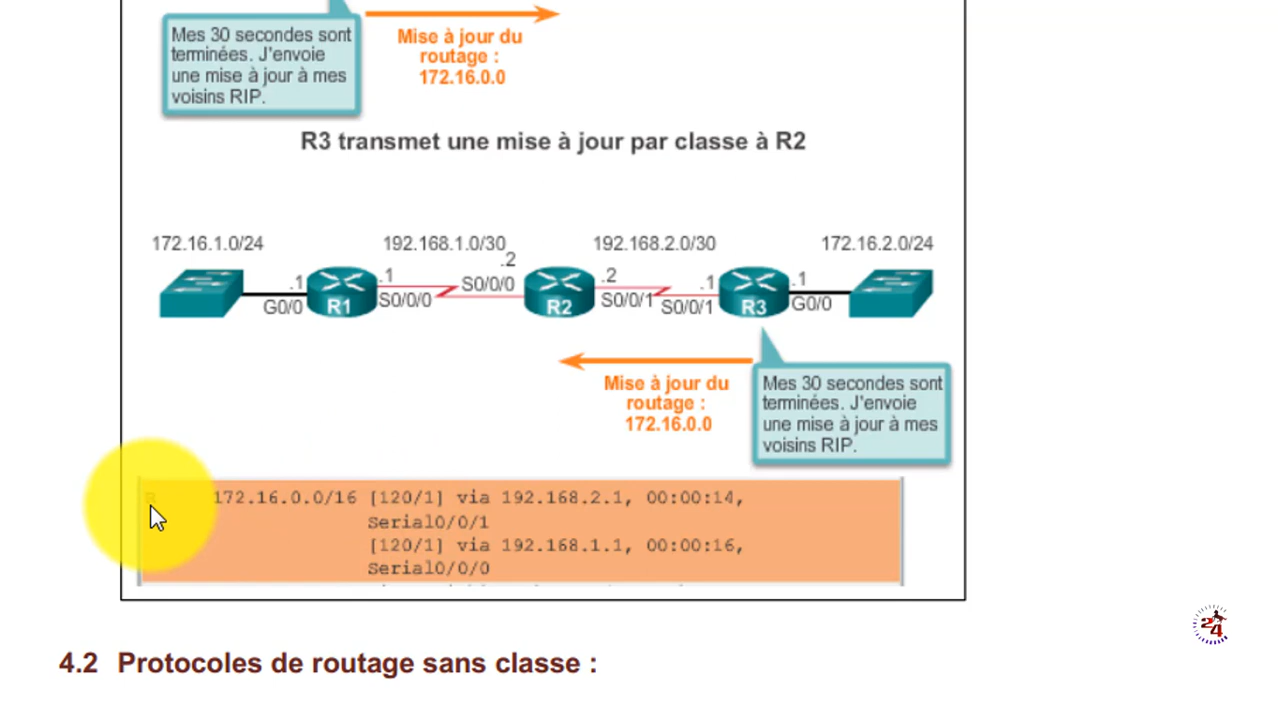 Mes 30 secondes sont
terminées. J'envoie
une mise à jour à mes
voisins RIP.
Mise à jour du
routage :
172.16.0.0
R3 transmet une mise à jour par classe à R2
172.16.1.0/24
192.168.1.0/30
192.168.2.0/30
172.16.2.0/24
.1
G0/0
R1
.1
S0/0/0
.2
S0/0/0
R2
.2
S0/0/1
.1
S0/0/1
R3
.1
G0/0
Mise à jour du
routage :
172.16.0.0
Mes 30 secondes sont
terminées. J'envoie
une mise à jour à mes
voisins RIP.
R 172.16.0.0/16 [120/1] via 192.168.2.1, 00:00:14,
Serial0/0/1
[120/1] via 192.168.1.1, 00:00:16,
Serial0/0/0
24
4.2 Protocoles de routage sans classe :